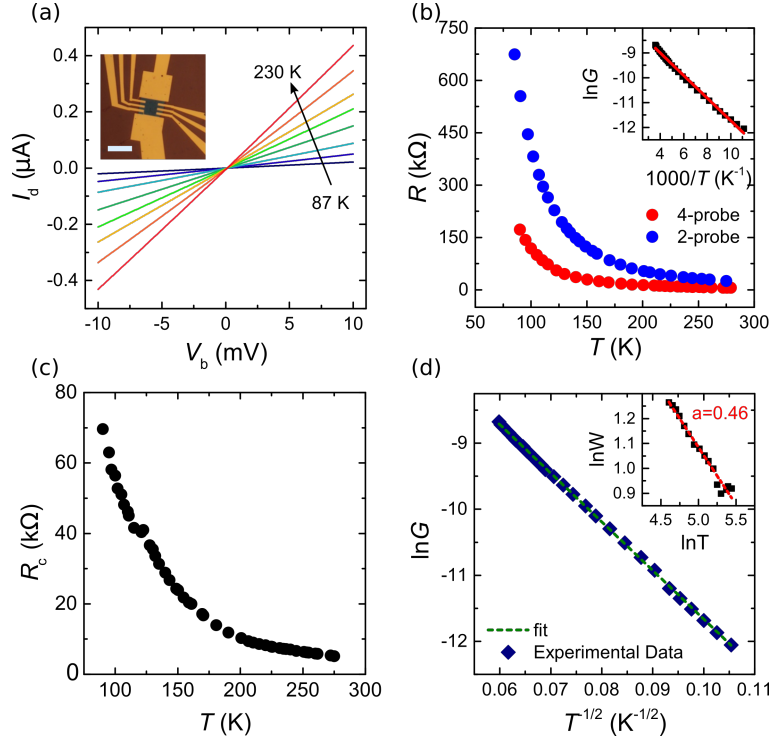 (a)
0.4
0.2
0.0
-0.2
-0.4
I_d (μA)
230 K
87 K
-10 -5 0 5 10
V_b (mV)
(b)
750
600
450
300
150
0
R (kΩ)
50 100 150 200 250 300
T (K)
4-probe
2-probe
-9
-10
-11
-12
lnG
4 6 8 10
1000/T (K⁻¹)
(c)
80
60
40
20
0
R_c (kΩ)
100 150 200 250 300
T (K)
(d)
-9
-10
-11
-12
lnG
0.06 0.07 0.08 0.09 0.10 0.11
T^-1/2 (K^-1/2)
fit
Experimental Data
a=0.46
1.2
1.1
1.0
0.9
lnW
4.5 5.0 5.5
lnT